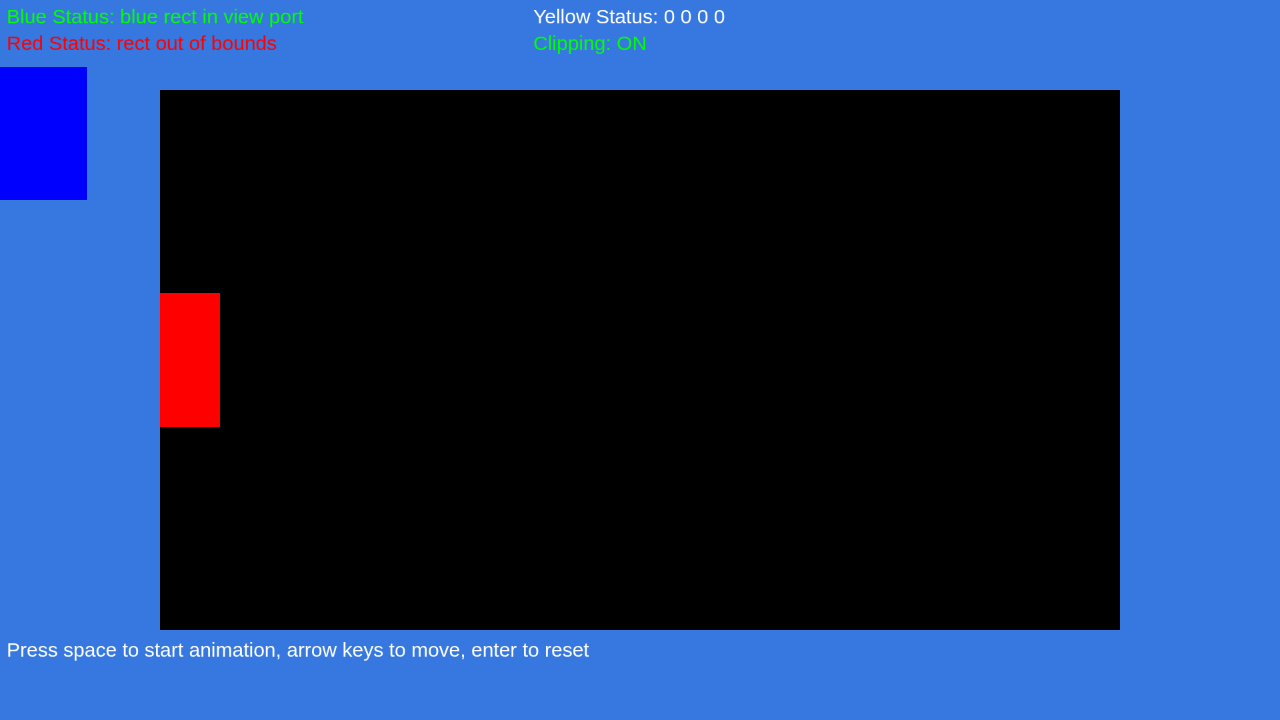 Blue Status: blue rect in view port
Yellow Status: 0 0 0 0
Red Status: rect out of bounds
Clipping: ON
Press space to start animation, arrow keys to move, enter to reset